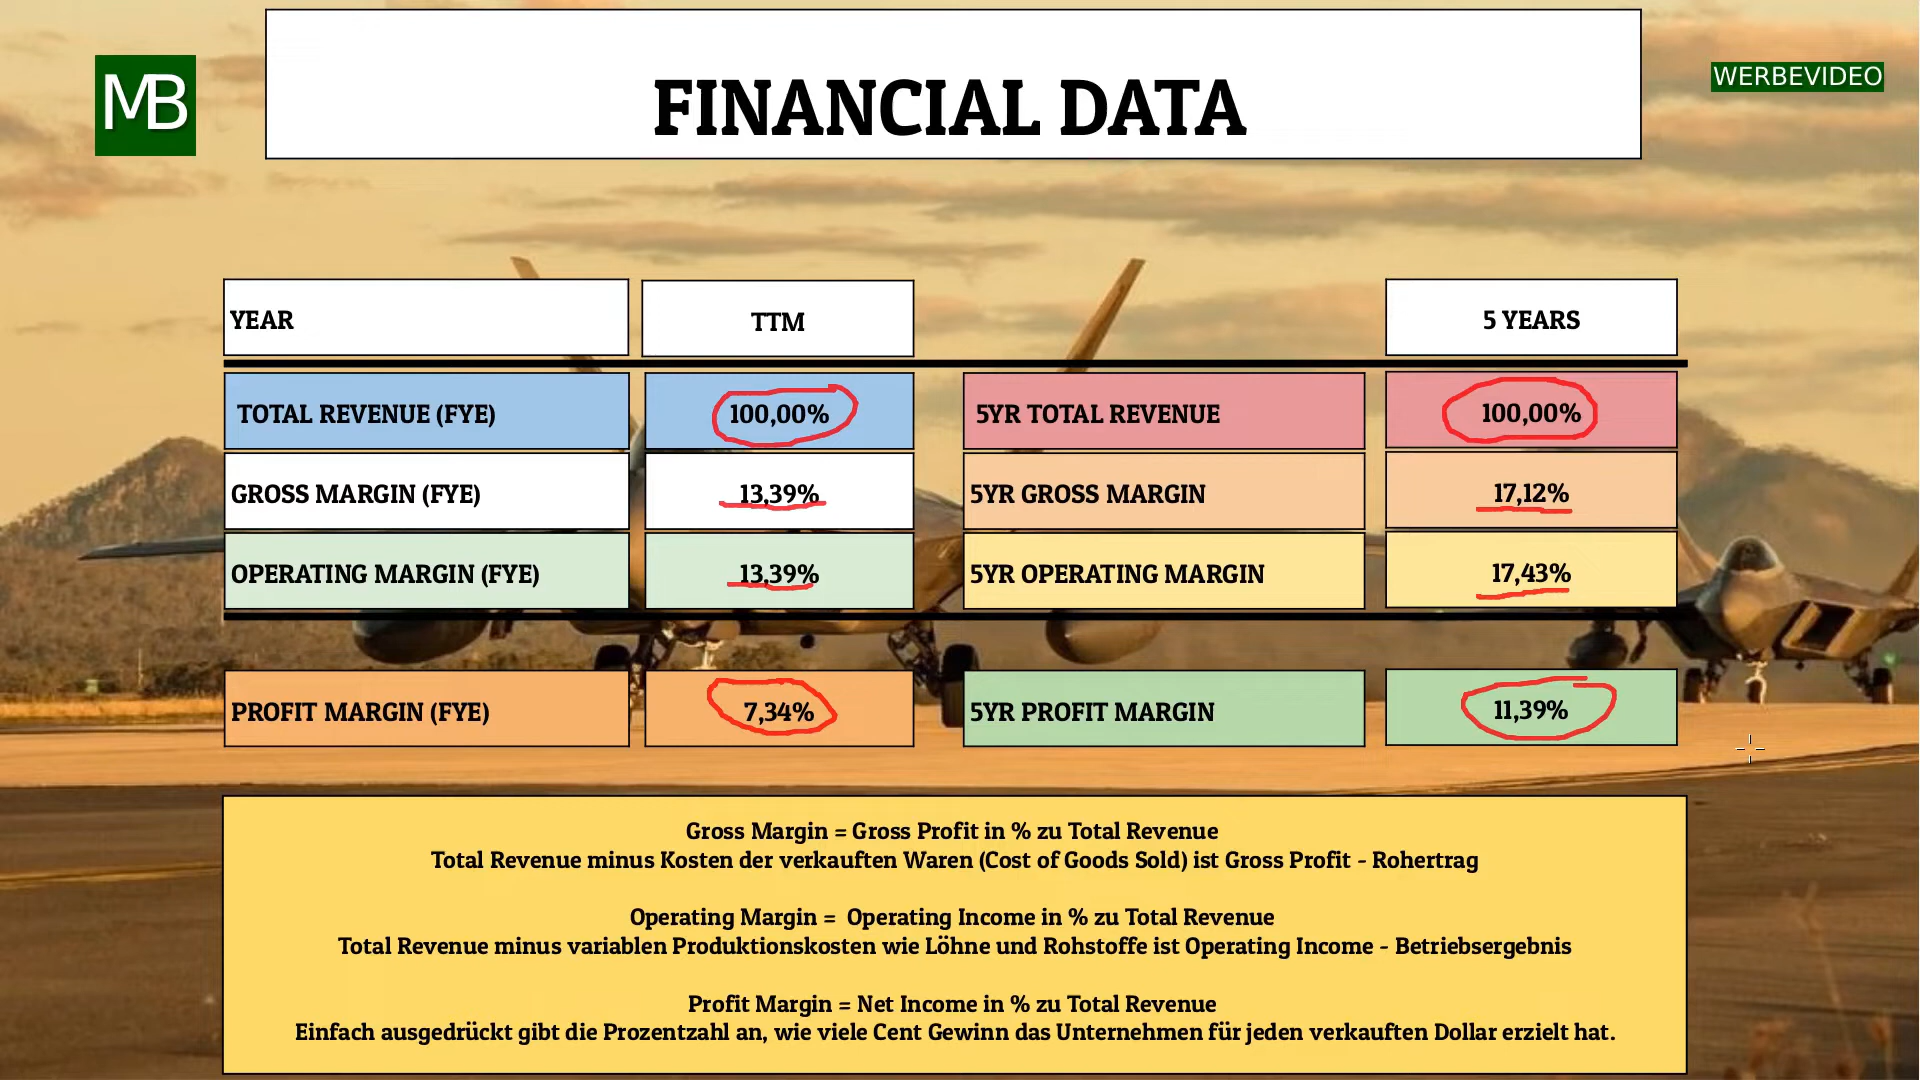 MB
FINANCIAL DATA
WERBEVIDEO
YEAR
TTM
5 YEARS
TOTAL REVENUE (FYE)
100,00%
5YR TOTAL REVENUE
100,00%
GROSS MARGIN (FYE)
13,39%
5YR GROSS MARGIN
17,12%
OPERATING MARGIN (FYE)
13,39%
5YR OPERATING MARGIN
17,43%
PROFIT MARGIN (FYE)
7,34%
5YR PROFIT MARGIN
11,39%
Gross Margin = Gross Profit in % zu Total Revenue
Total Revenue minus Kosten der verkauften Waren (Cost of Goods Sold) ist Gross Profit - Rohertrag
Operating Margin = Operating Income in % zu Total Revenue
Total Revenue minus variablen Produktionskosten wie Löhne und Rohstoffe ist Operating Income - Betriebsergebnis
Profit Margin = Net Income in % zu Total Revenue
Einfach ausgedrückt gibt die Prozentzahl an, wie viele Cent Gewinn das Unternehmen für jeden verkauften Dollar erzielt hat.